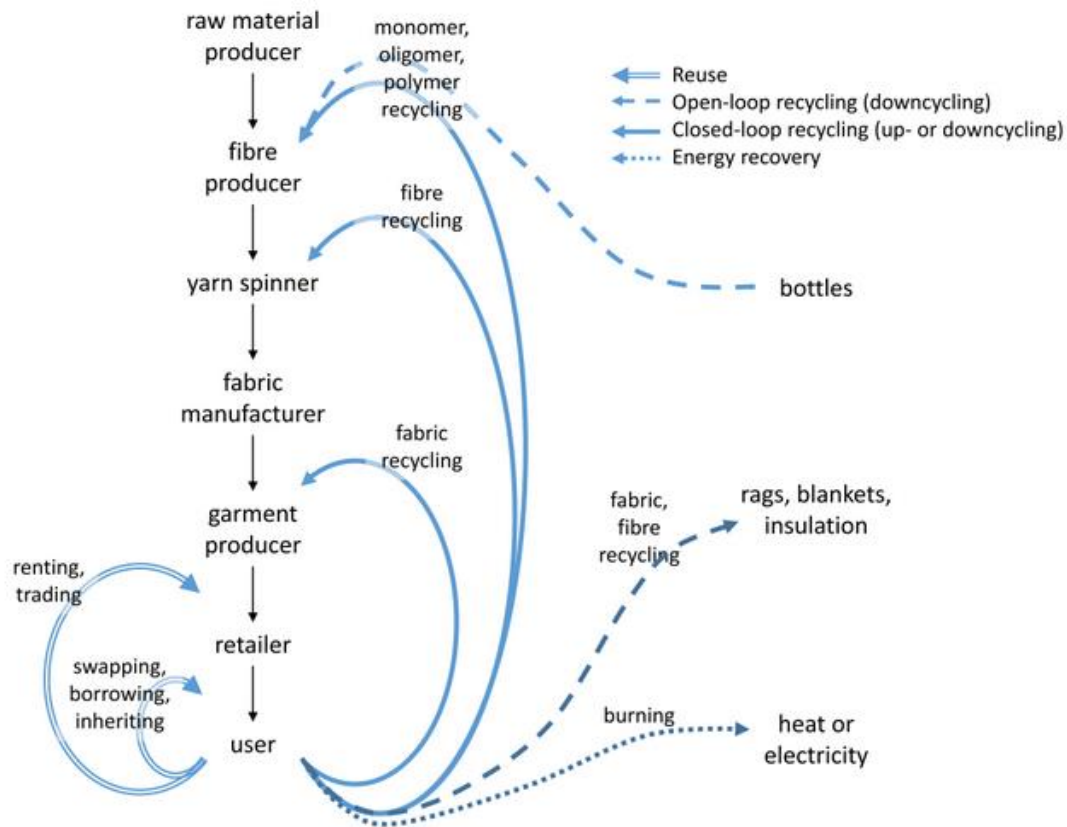 raw material
producer
monomer,
oligomer,
polymer
recycling
Reuse
Open-loop recycling (downcycling)
Closed-loop recycling (up- or downcycling)
Energy recovery
fibre
producer
fibre
recycling
yarn spinner
bottles
fabric
manufacturer
fabric
recycling
garment
producer
fabric,
fibre
recycling
rags, blankets,
insulation
renting,
trading
retailer
swapping,
borrowing,
inheriting
user
burning
heat or
electricity